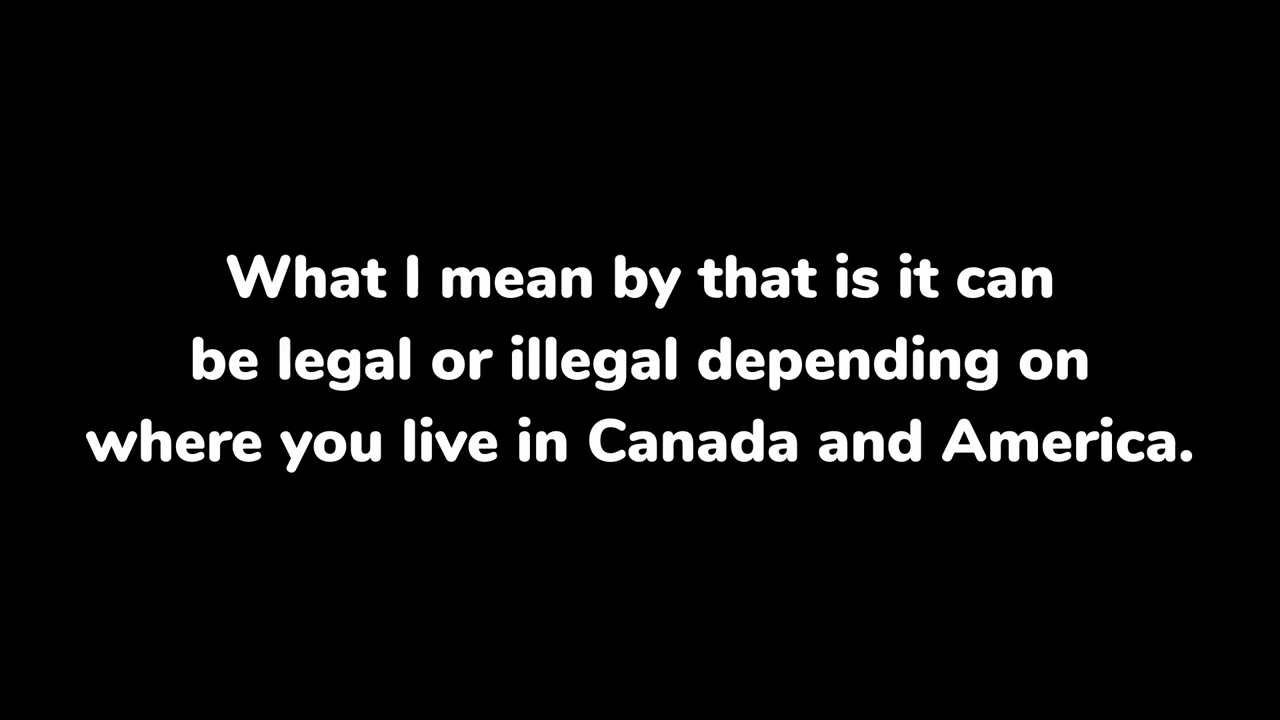 What I mean by that is it can
be legal or illegal depending on
where you live in Canada and America.